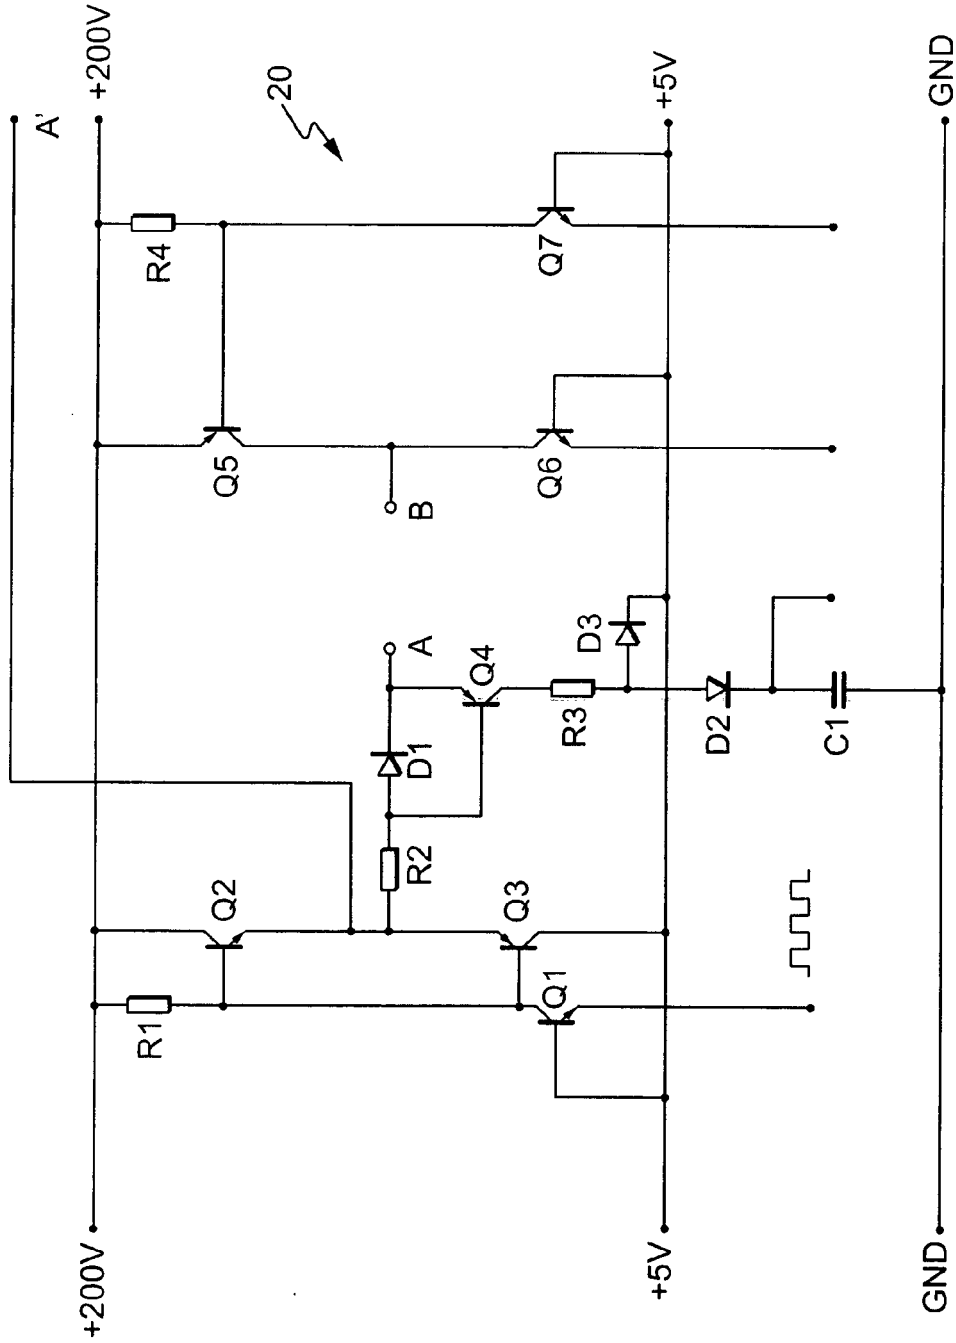 A'
+200V
+200V
20
R1
R4
Q2
Q5
R2
D1
A
B
Q3
Q4
Q1
Q6
Q7
R3
D3
+5V
+5V
D2
C1
GND
GND